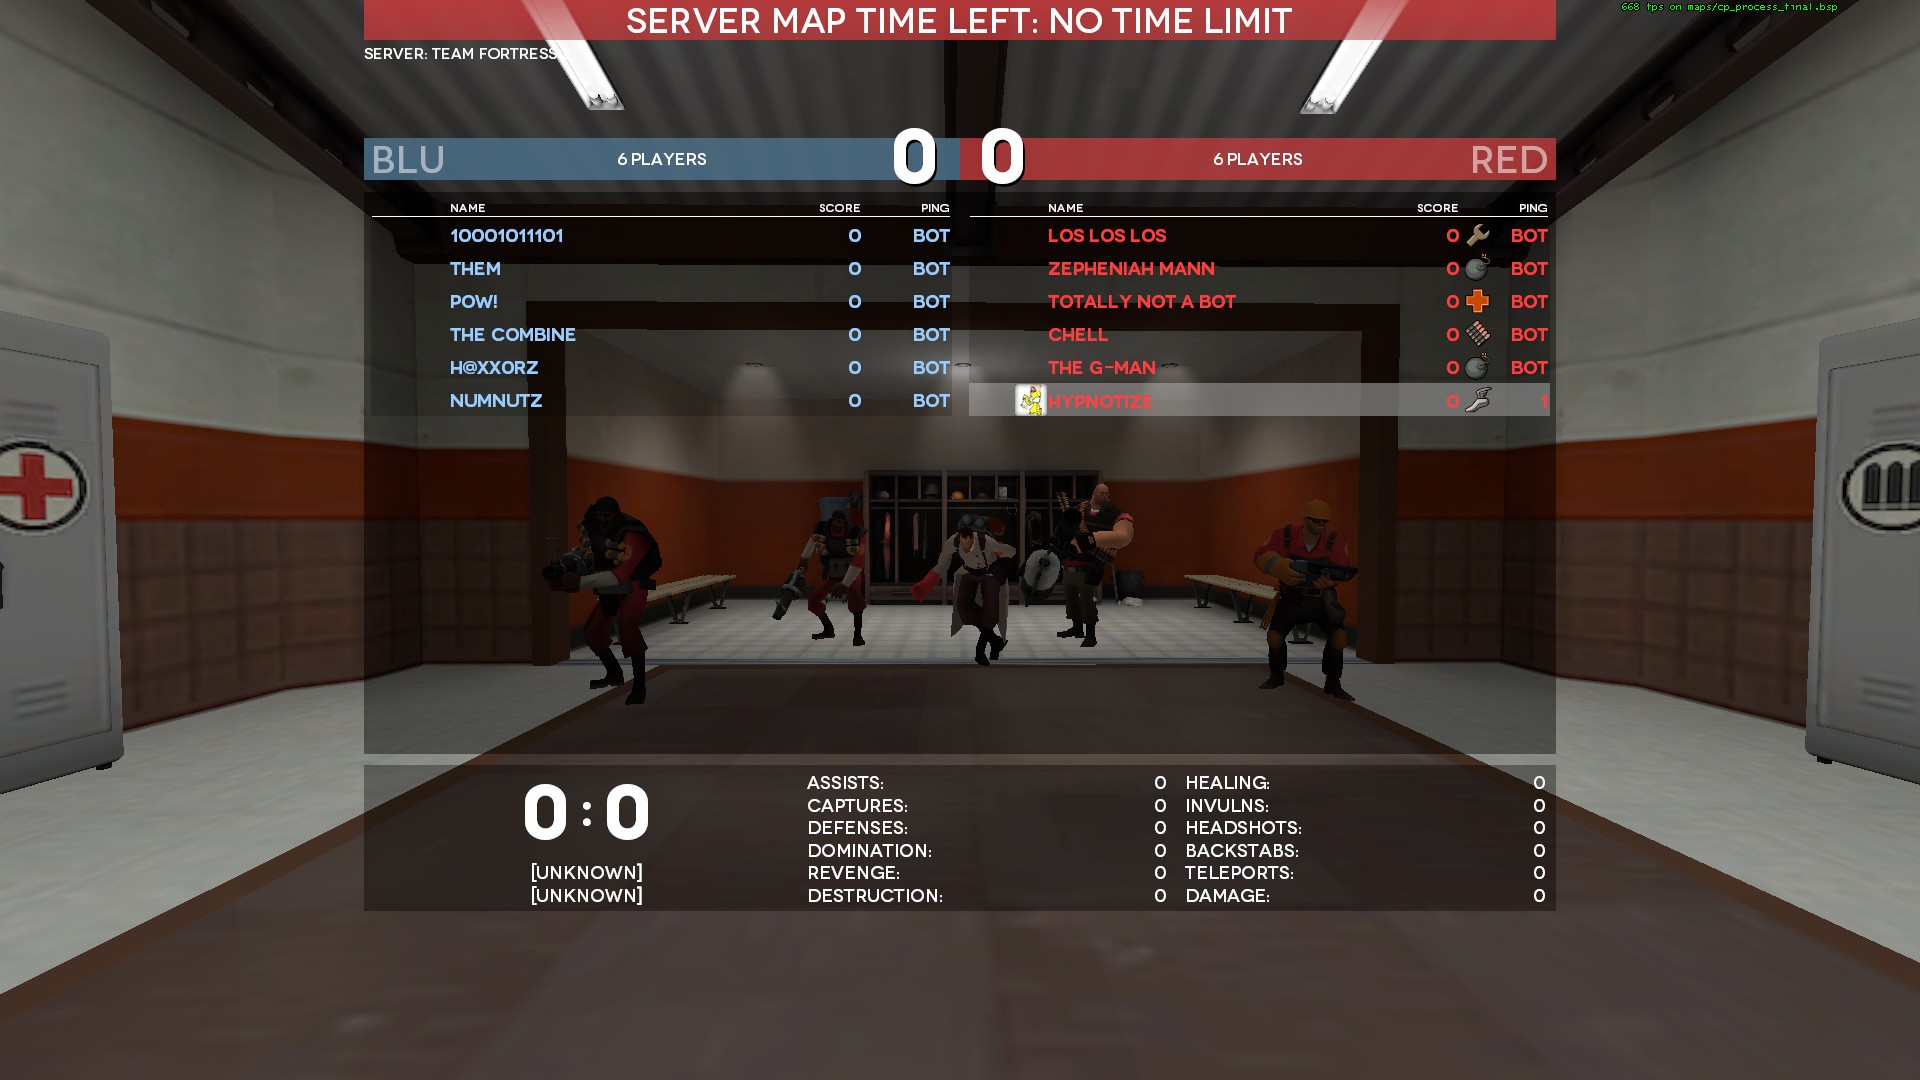 668 fps on maps/cp_process_final.bsp
SERVER MAP TIME LEFT: NO TIME LIMIT
SERVER: TEAM FORTRESS
BLU 6 PLAYERS 0 0 6 PLAYERS RED
NAME SCORE PING NAME SCORE PING
10001011101 0 BOT LOS LOS LOS 0 BOT
THEM 0 BOT ZEPHENIAH MANN 0 BOT
POW! 0 BOT TOTALLY NOT A BOT 0 BOT
THE COMBINE 0 BOT CHELL 0 BOT
H@XX0RZ 0 BOT THE G-MAN 0 BOT
NUMNUTZ 0 BOT HYPNOTIZE 0 1
0 : 0
[UNKNOWN]
[UNKNOWN]
ASSISTS: 0 HEALING: 0
CAPTURES: 0 INVULNS: 0
DEFENSES: 0 HEADSHOTS: 0
DOMINATION: 0 BACKSTABS: 0
REVENGE: 0 TELEPORTS: 0
DESTRUCTION: 0 DAMAGE: 0